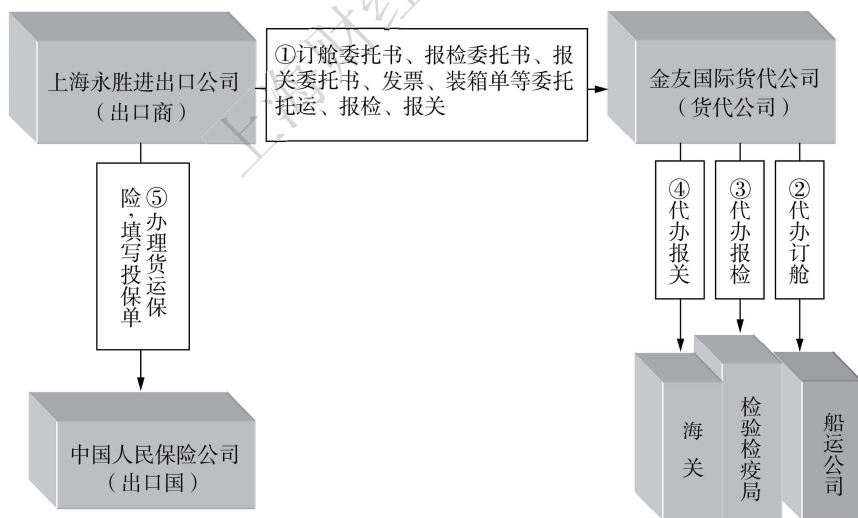 上海财经
上海永胜进出口公司
（出口商）
①订舱委托书、报检委托书、报
关委托书、发票、装箱单等委托
托运、报检、报关
金友国际货代公司
（货代公司）
⑤办理货运保
险，填写投保单
④代办报关
③代办报检
②代办订舱
中国人民保险公司
（出口国）
海关
检验检疫局
船运公司